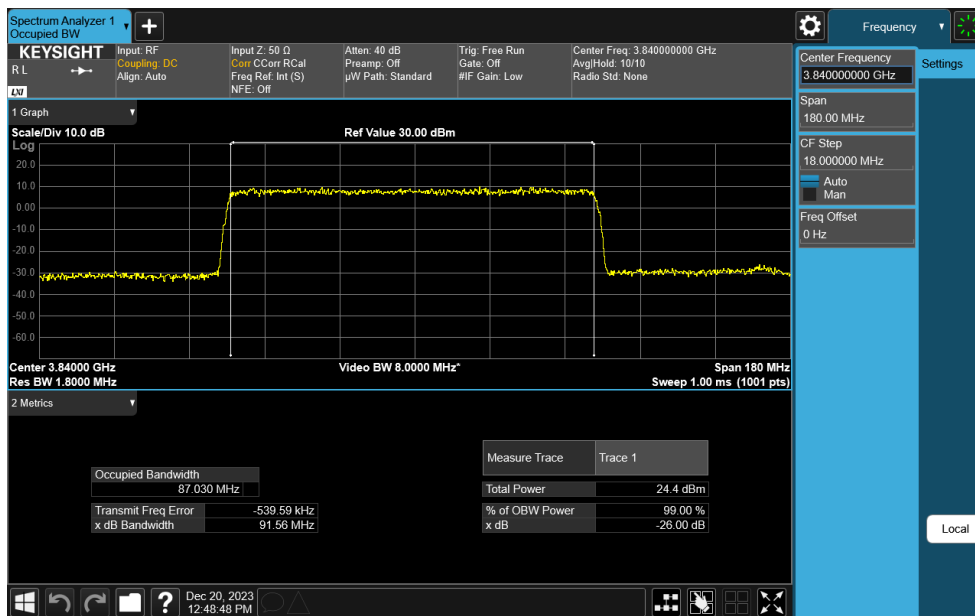 Spectrum Analyzer 1
Occupied BW
+
Frequency
KEYSIGHT
R L
LXI
Input: RF
Coupling: DC
Align: Auto
Input Z: 50 Ω
Corr CCorr RCal
Freq Ref: Int (S)
NFE: Off
Atten: 40 dB
Preamp: Off
µW Path: Standard
Trig: Free Run
Gate: Off
#IF Gain: Low
Center Freq: 3.840000000 GHz
Avg|Hold: 10/10
Radio Std: None
Center Frequency
3.840000000 GHz
Settings
Span
180.00 MHz
CF Step
18.000000 MHz
Auto
Man
Freq Offset
0 Hz
Local
1 Graph
Scale/Div 10.0 dB
Ref Value 30.00 dBm
Log
20.0
10.0
0.00
-10.0
-20.0
-30.0
-40.0
-50.0
-60.0
Center 3.84000 GHz
Video BW 8.0000 MHz*
Span 180 MHz
Res BW 1.8000 MHz
Sweep 1.00 ms (1001 pts)
2 Metrics
Occupied Bandwidth
87.030 MHz
Transmit Freq Error -539.59 kHz
x dB Bandwidth 91.56 MHz
Measure Trace Trace 1
Total Power 24.4 dBm
% of OBW Power 99.00 %
x dB -26.00 dB
?
Dec 20, 2023
12:48:48 PM